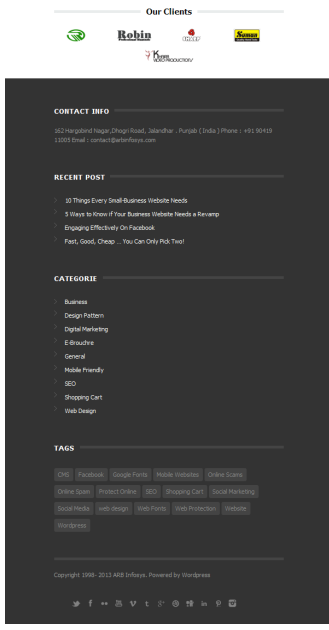 Our Clients
Robin
Suman
CONTACT INFO
162 Hargobind Nagar,Dhogri Road, Jalandhar . Punjab ( India ) Phone : +91 90419
11005 Email : contact@arbinfosys.com
RECENT POST
10 Things Every Small-Business Website Needs
5 Ways to Know if Your Business Website Needs a Revamp
Engaging Effectively On Facebook
Fast, Good, Cheap … You Can Only Pick Two!
CATEGORIE
Business
Design Pattern
Digital Marketing
E-Brouchre
General
Mobile Friendly
SEO
Shopping Cart
Web Design
TAGS
CMS Facebook Google Fonts Mobile Websites Online Scams
Online Spam Protect Online SEO Shopping Cart Social Marketing
Social Media web design Web Fonts Web Protection Website
Wordpress
Copyright 1998- 2013 ARB Infosys. Powered by Wordpress